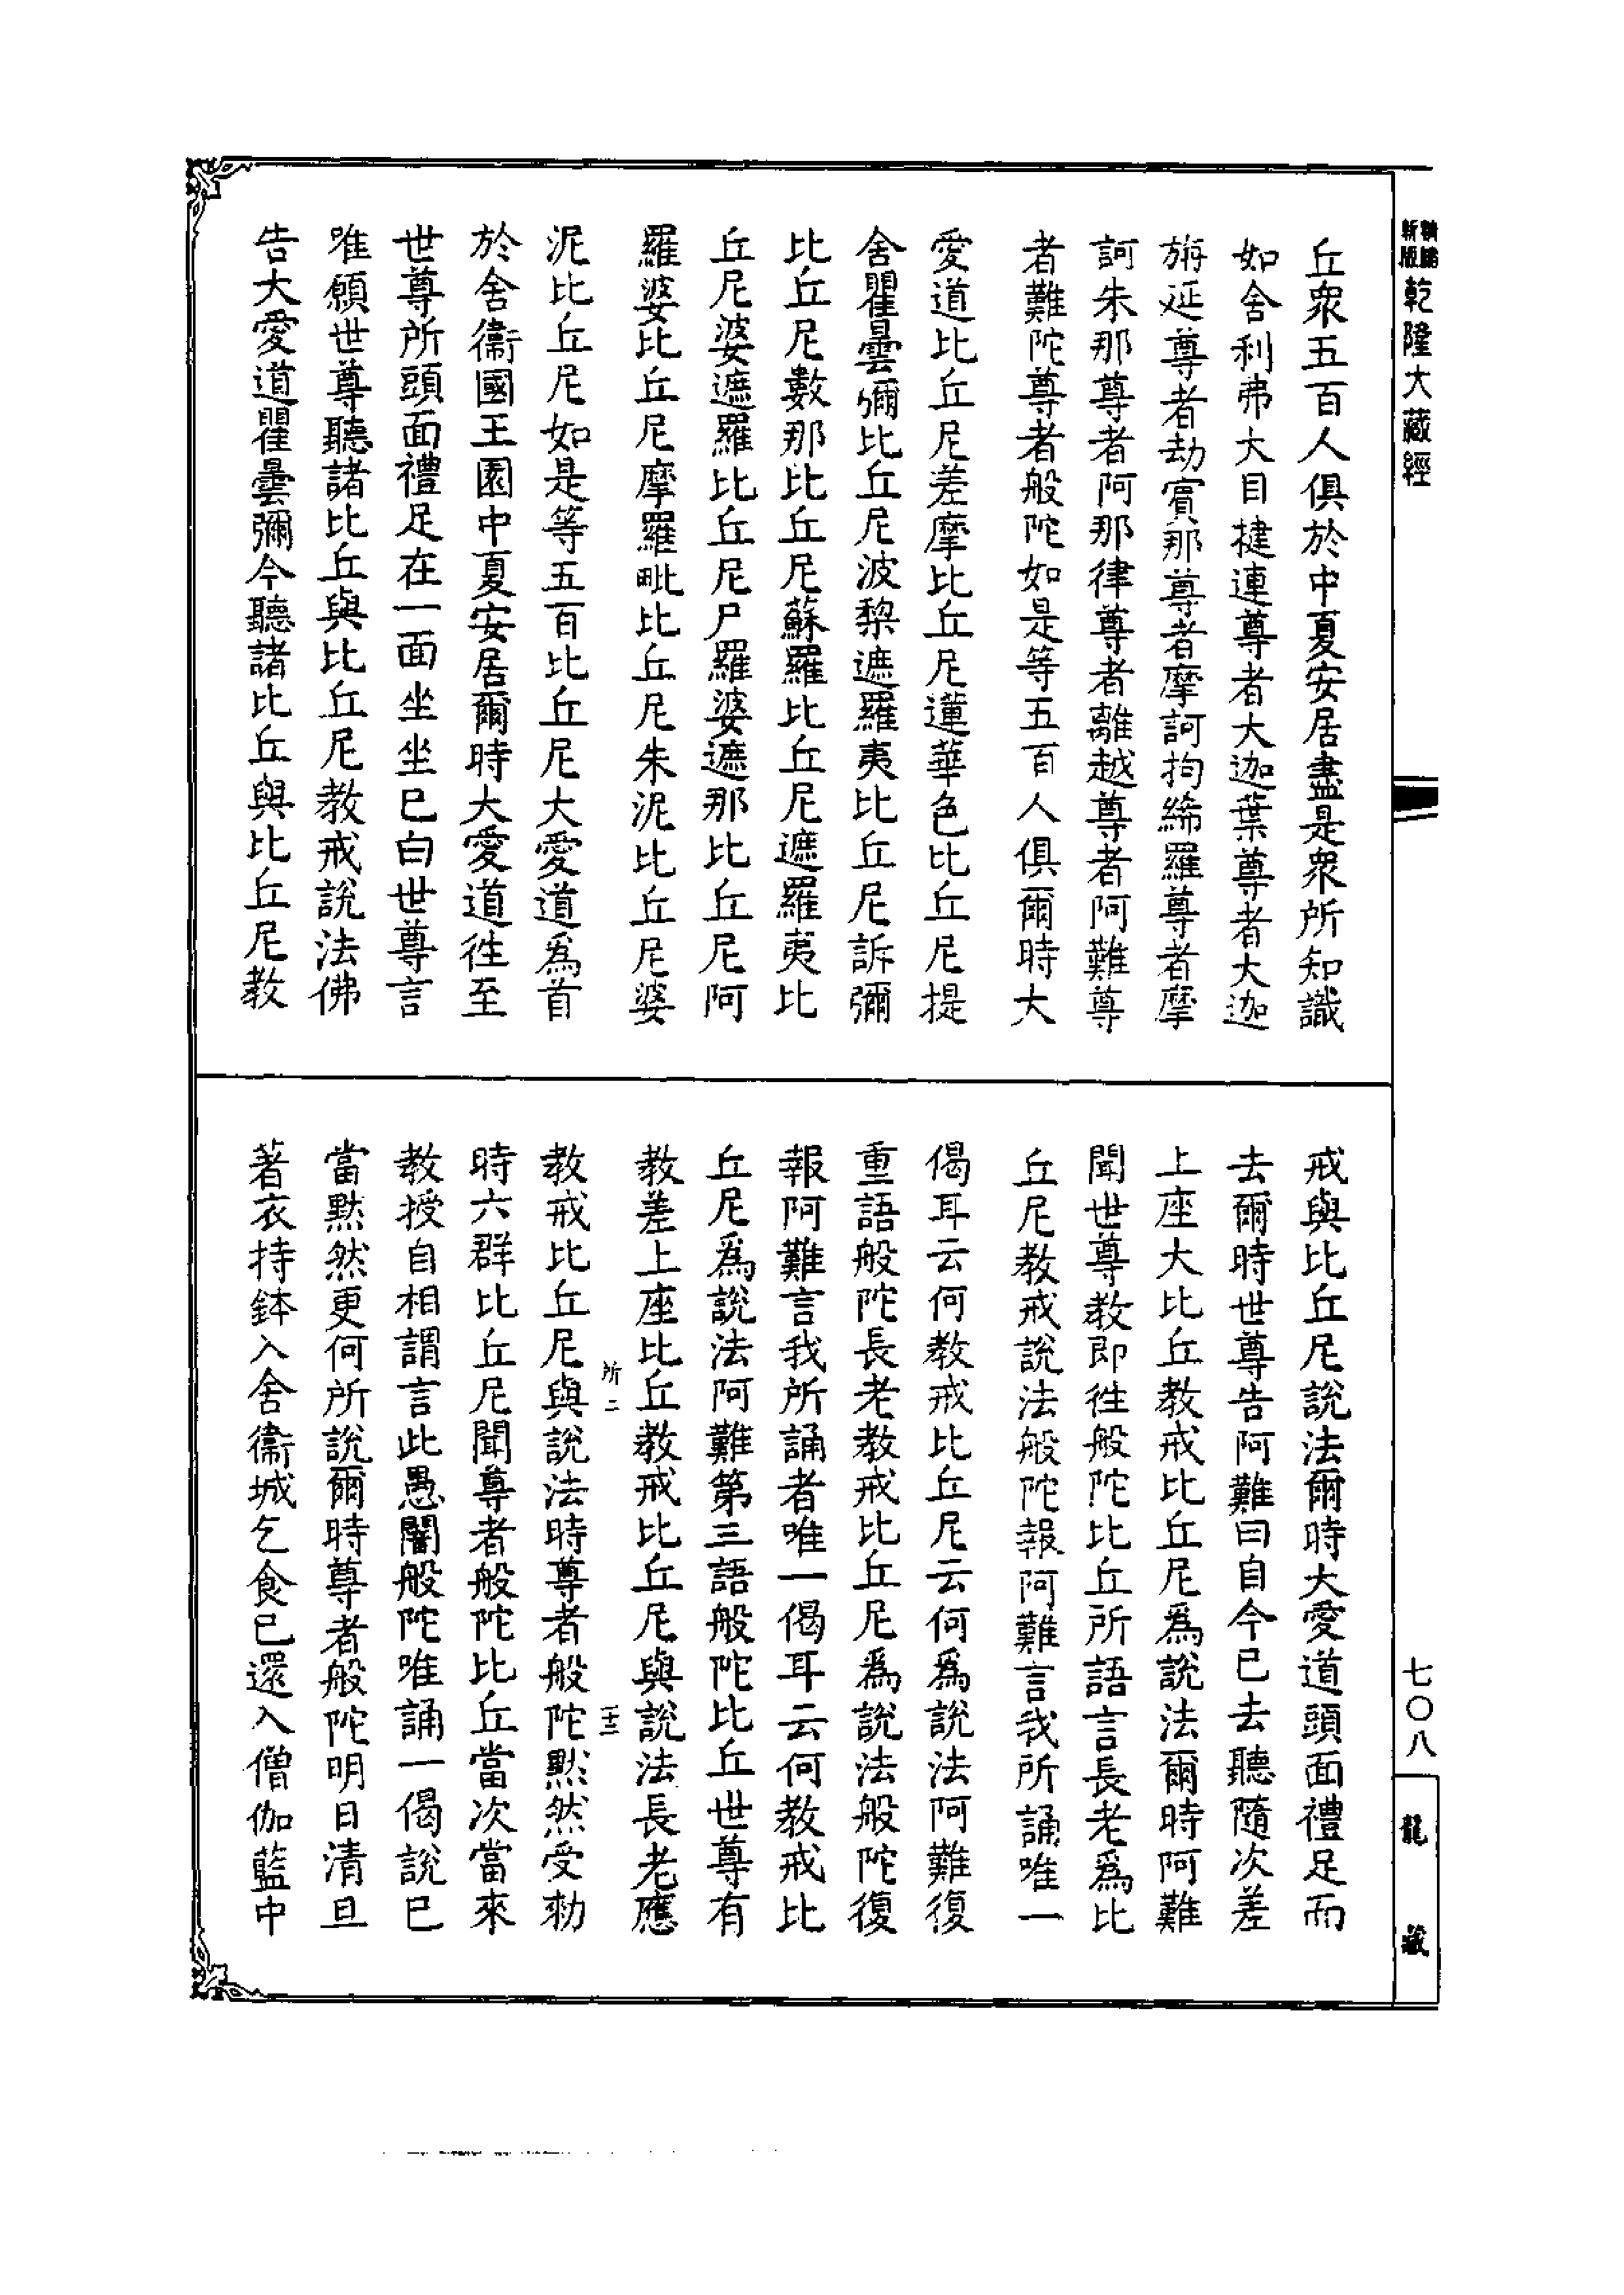 新版
乾隆大藏經
丘衆五百人俱於中夏安居盡是衆所知識
如舍利弗大目揵連尊者大迦葉尊者大迦
旃延尊者劫賓那尊者摩訶拘絺羅尊者摩
訶朱那尊者阿那律尊者離越尊者阿難尊
者難陀尊者般陀如是等五百人俱爾時大
愛道比丘尼差摩比丘尼蓮華色比丘尼提
舍瞿曇彌比丘尼波黎遮羅夷比丘尼訴彌
比丘尼數那比丘尼蘇羅比丘尼遮羅夷比
丘尼婆遮羅比丘尼尸羅婆遮那比丘尼阿
羅婆比丘尼摩羅毗比丘尼朱泥比丘尼婆
泥比丘尼如是等五百比丘尼大愛道爲首
於舍衞國王園中夏安居爾時大愛道往至
世尊所頭面禮足在一面坐坐已白世尊言
唯願世尊聽諸比丘與比丘尼教戒說法佛
告大愛道瞿曇彌今聽諸比丘與比丘尼教
戒與比丘尼說法爾時大愛道頭面禮足而
去爾時世尊告阿難曰自今已去聽隨次差
上座大比丘教戒比丘尼爲說法爾時阿難
聞世尊教即往般陀比丘所語言長老爲比
丘尼教戒說法般陀報阿難言我所誦唯一
偈耳云何教戒比丘尼云何爲說法阿難復
重語般陀長老教戒比丘尼爲說法般陀復
報阿難言我所誦者唯一偈耳云何教戒比
丘尼爲說法阿難第三語般陀比丘世尊有
教差上座比丘教戒比丘尼與說法長老應
所二
十三
教戒比丘尼與說法時尊者般陀默然受勑
時六群比丘尼聞尊者般陀比丘當次當來
教授自相謂言此愚闇般陀唯誦一偈說已
當默然更何所說爾時尊者般陀明日清旦
著衣持鉢入舍衞城乞食已還入僧伽藍中
七〇八
龍藏